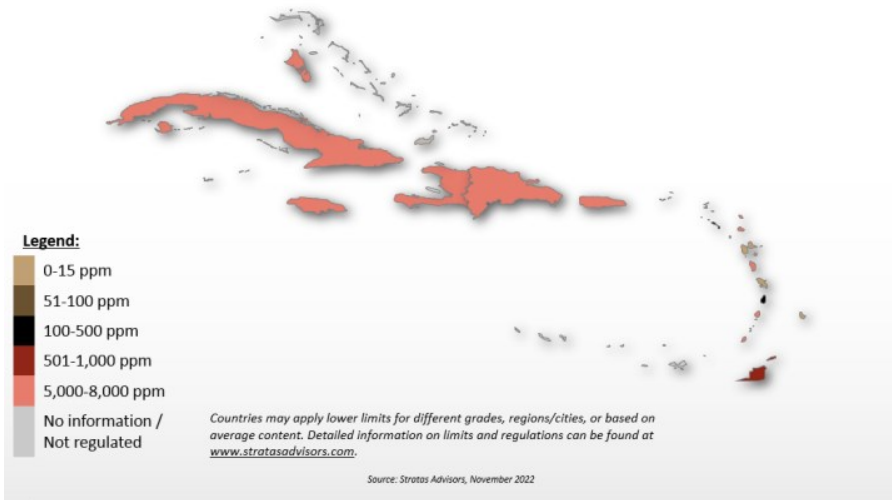 Legend:
0-15 ppm
51-100 ppm
100-500 ppm
501-1,000 ppm
5,000-8,000 ppm
No information /
Not regulated
Countries may apply lower limits for different grades, regions/cities, or based on
average content. Detailed information on limits and regulations can be found at
www.stratasadvisors.com.
Source: Stratas Advisors, November 2022